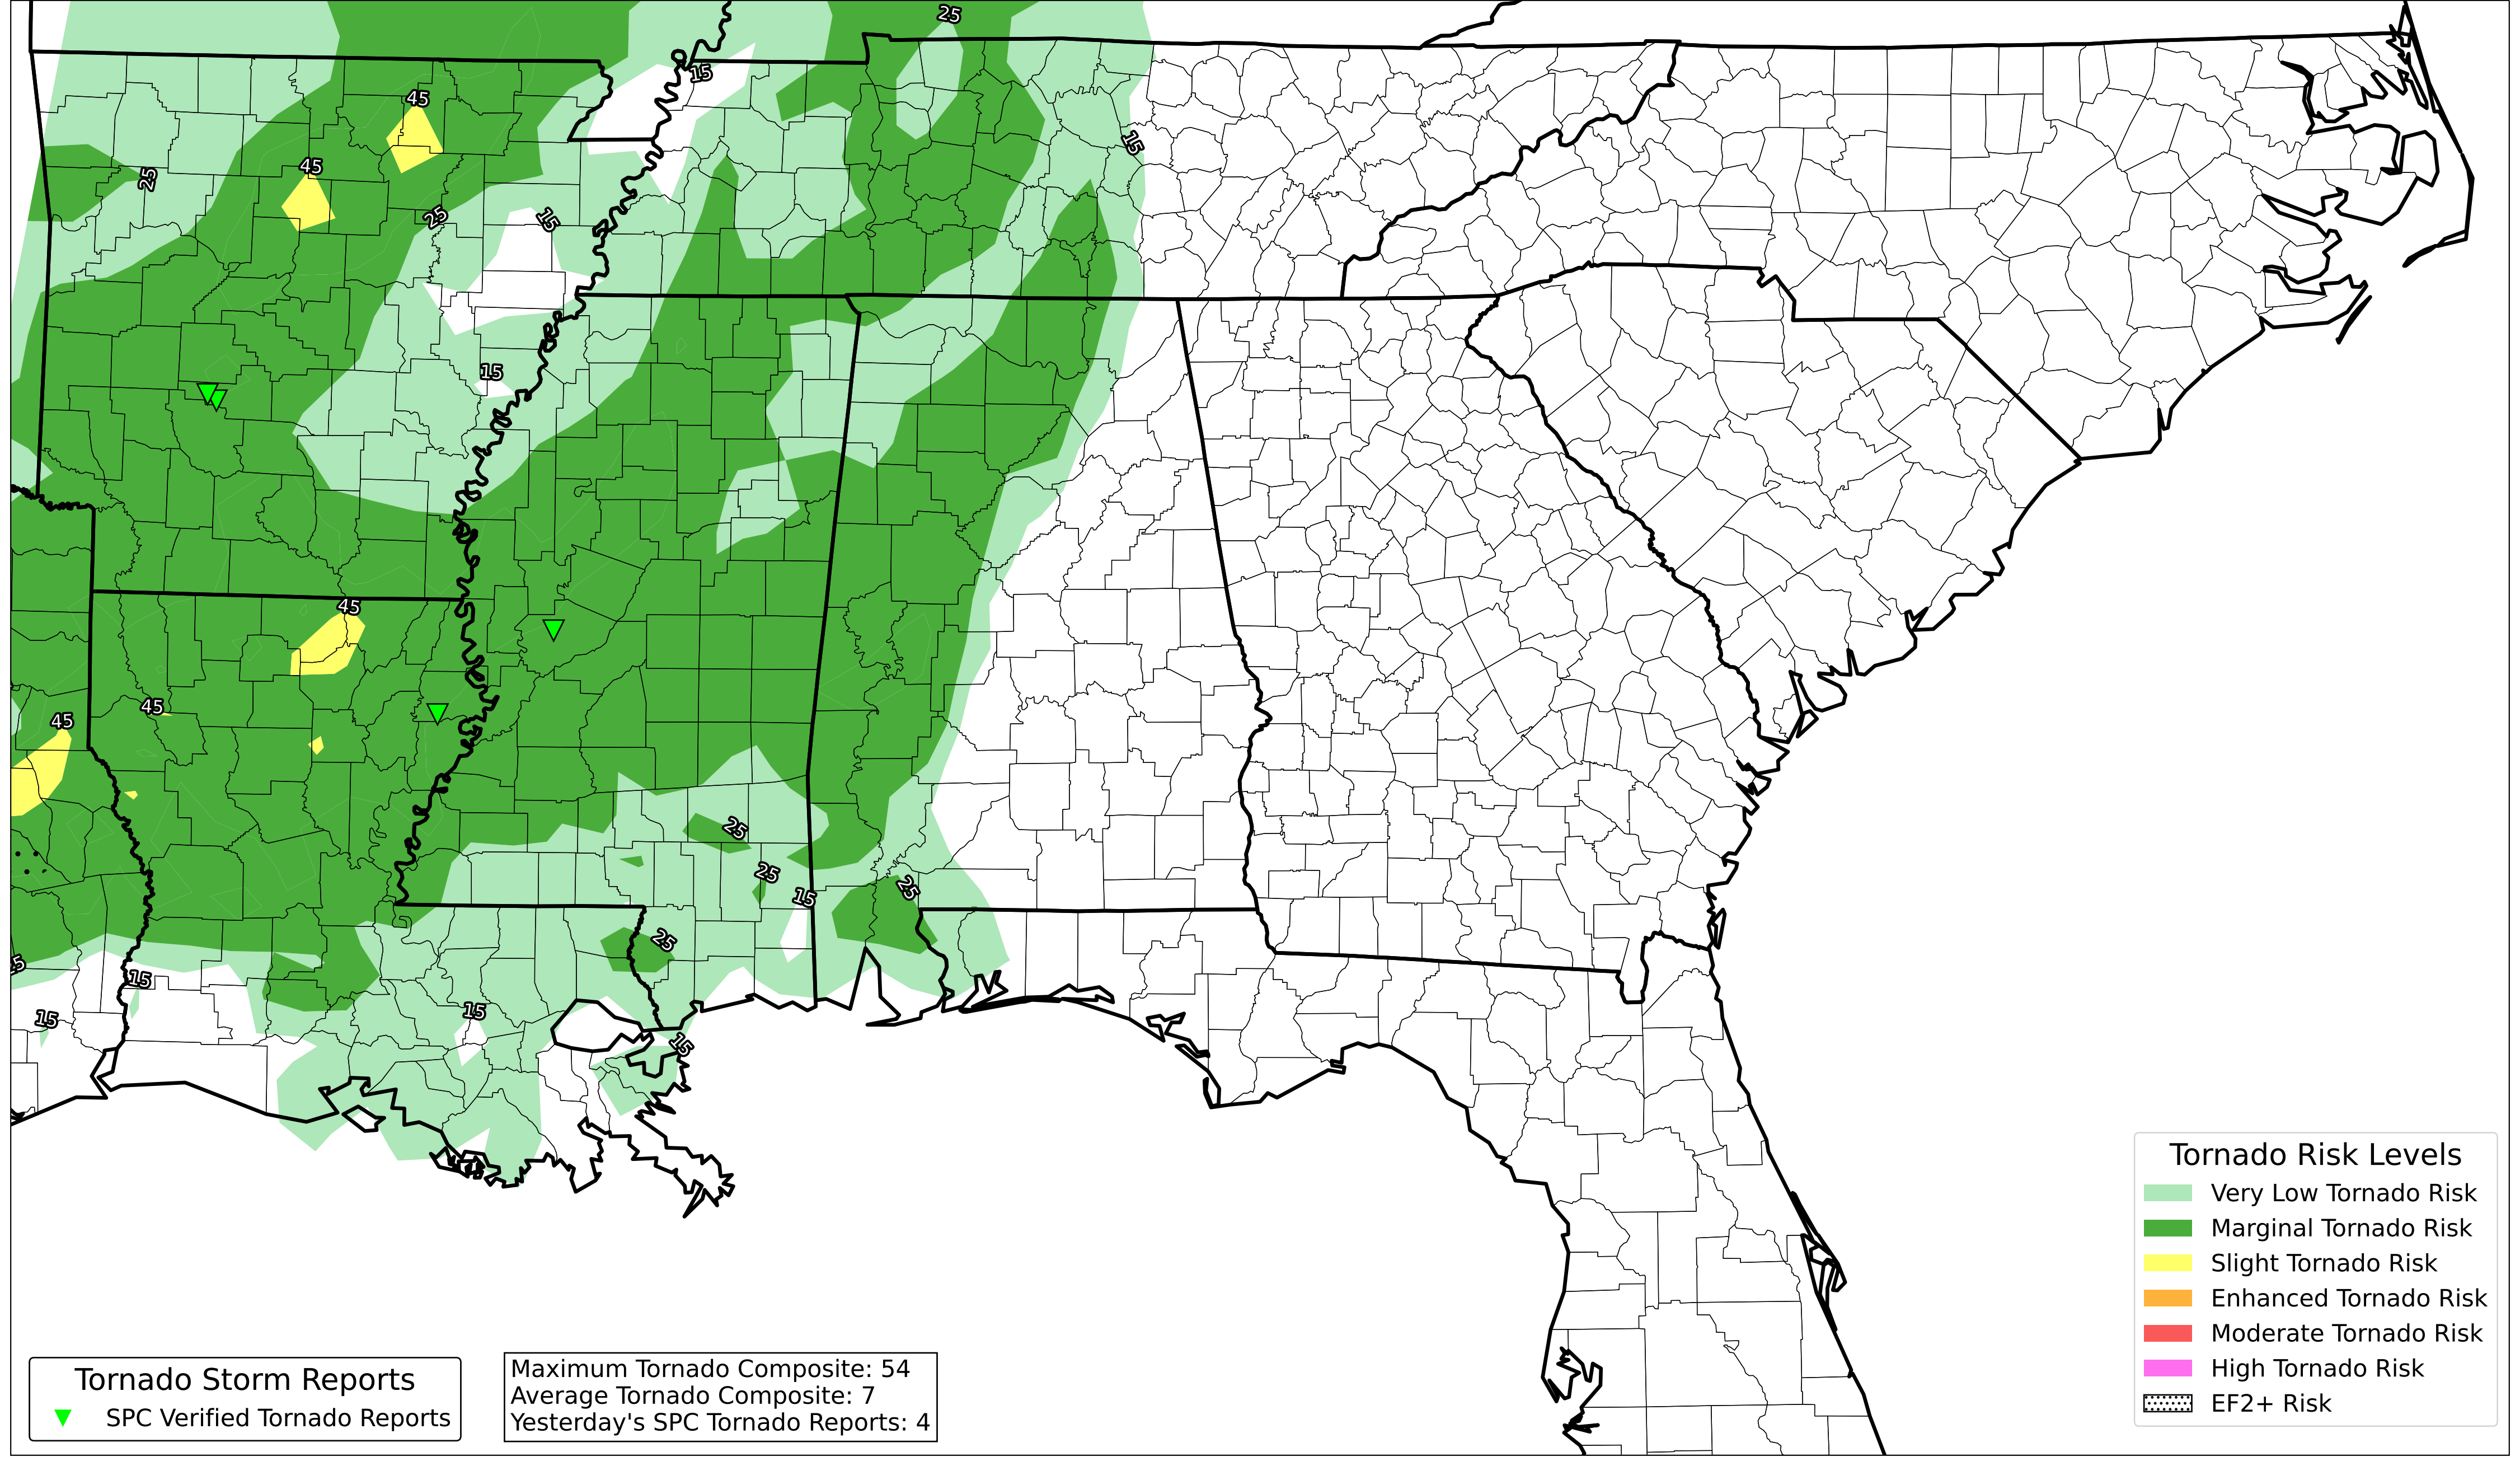 25
15
45
15
45
25
25
15
15
45
45
45
25
25
15
25
25
15
15
15
15
15
Tornado Risk Levels
Very Low Tornado Risk
Marginal Tornado Risk
Slight Tornado Risk
Enhanced Tornado Risk
Moderate Tornado Risk
High Tornado Risk
EF2+ Risk
Tornado Storm Reports
SPC Verified Tornado Reports
Maximum Tornado Composite: 54
Average Tornado Composite: 7
Yesterday's SPC Tornado Reports: 4